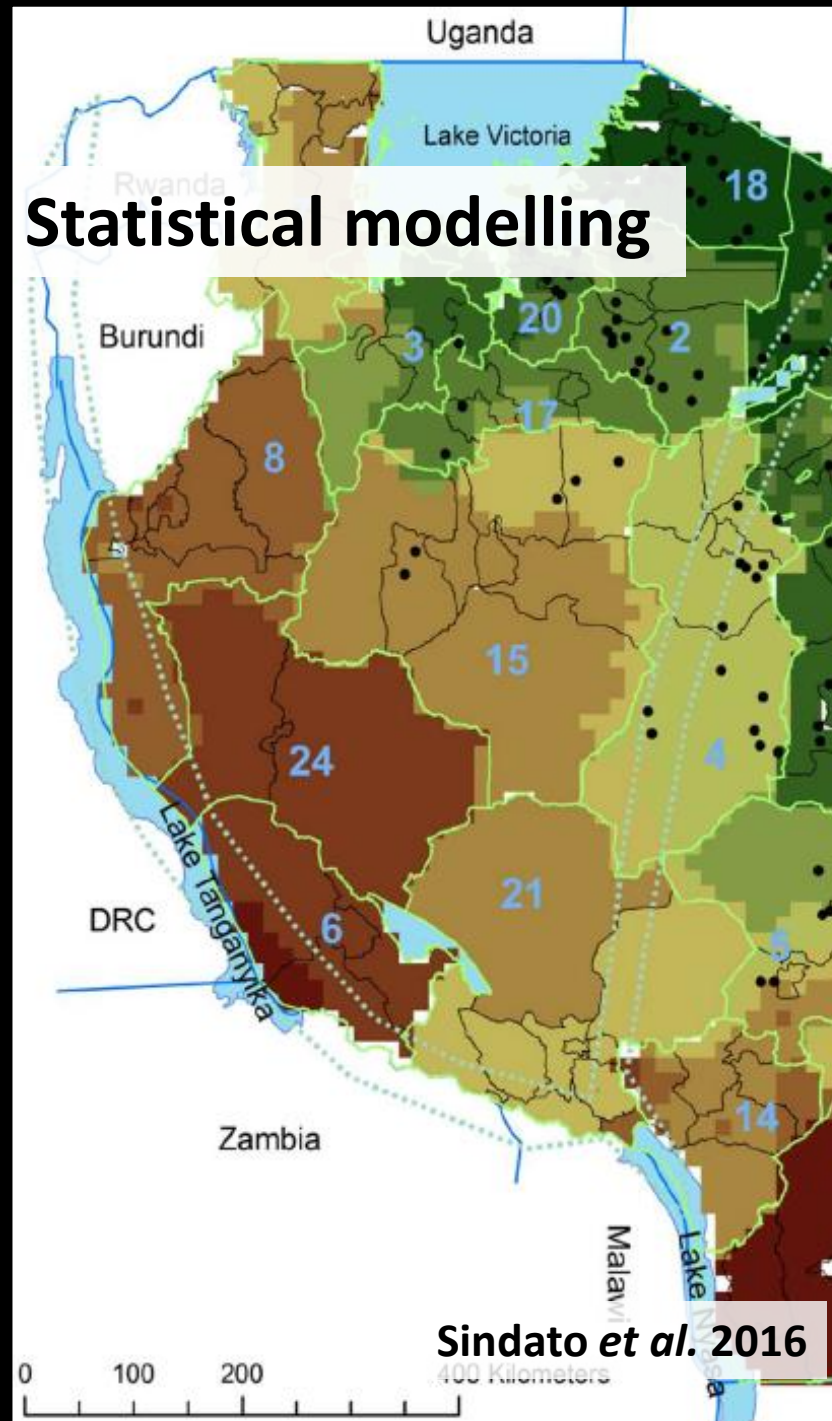 Uganda
Lake Victoria
Rwanda
18
Statistical modelling
Burundi
3
20
2
17
8
15
24
4
Lake Tanganyika
DRC
6
21
5
14
Zambia
Malawi
Lake Nyasa
Sindato et al. 2016
0 100 200 400 Kilometers